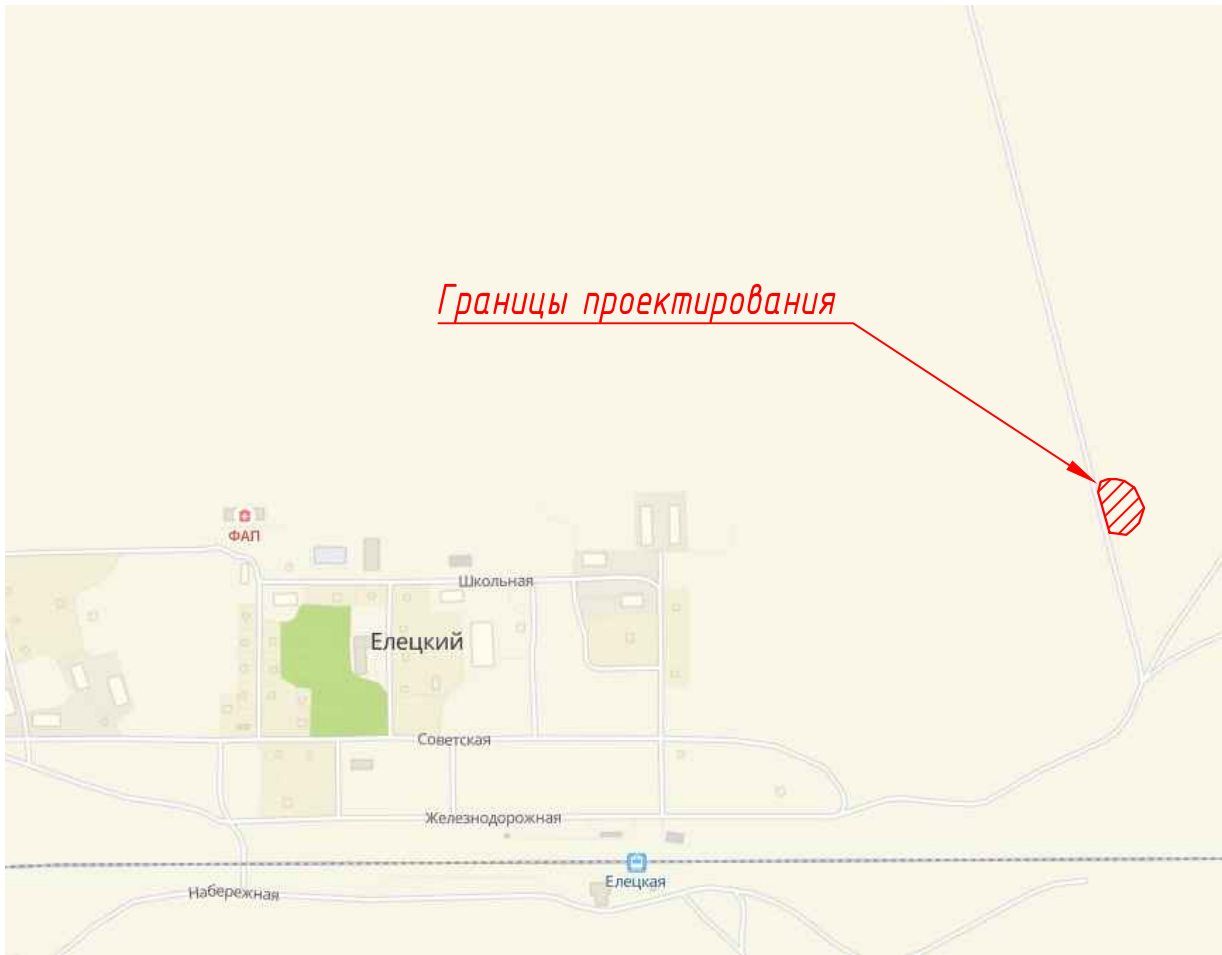 Границы проектирования
ФАП
Школьная
Елецкий
Советская
Железнодорожная
Елецкая
Набережная